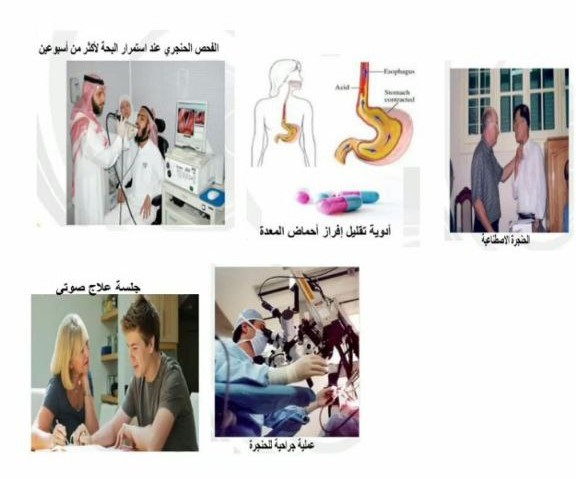 الفحص الحنجري عند استمرار البحة لأكثر من أسبوعين
Esophagus
Acid
Stomach
contracted
أدوية تقليل إفراز أحماض المعدة
الحنجرة الاصطناعية
جلسة علاج صوتي
عملية جراحية للحنجرة